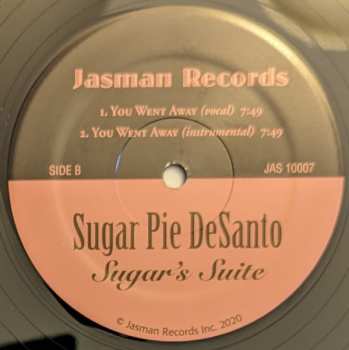 Jasman Records
1. You Went Away (vocal) 7:49
2. You Went Away (instrumental) 7:49
SIDE B JAS 10007
Sugar Pie DeSanto
Sugar's Suite
© Jasman Records Inc. 2020